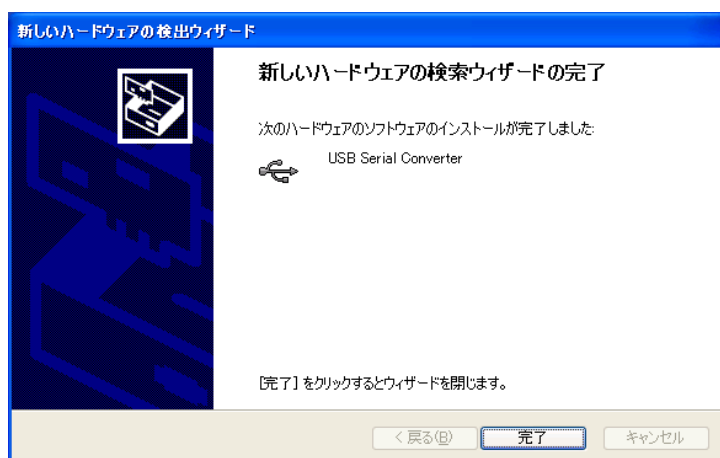 新しいハードウェアの検出ウィザード
新しいハードウェアの検索ウィザードの完了
次のハードウェアのソフトウェアのインストールが完了しました:
USB Serial Converter
[完了] をクリックするとウィザードを閉じます。
< 戻る(B)
完了
キャンセル